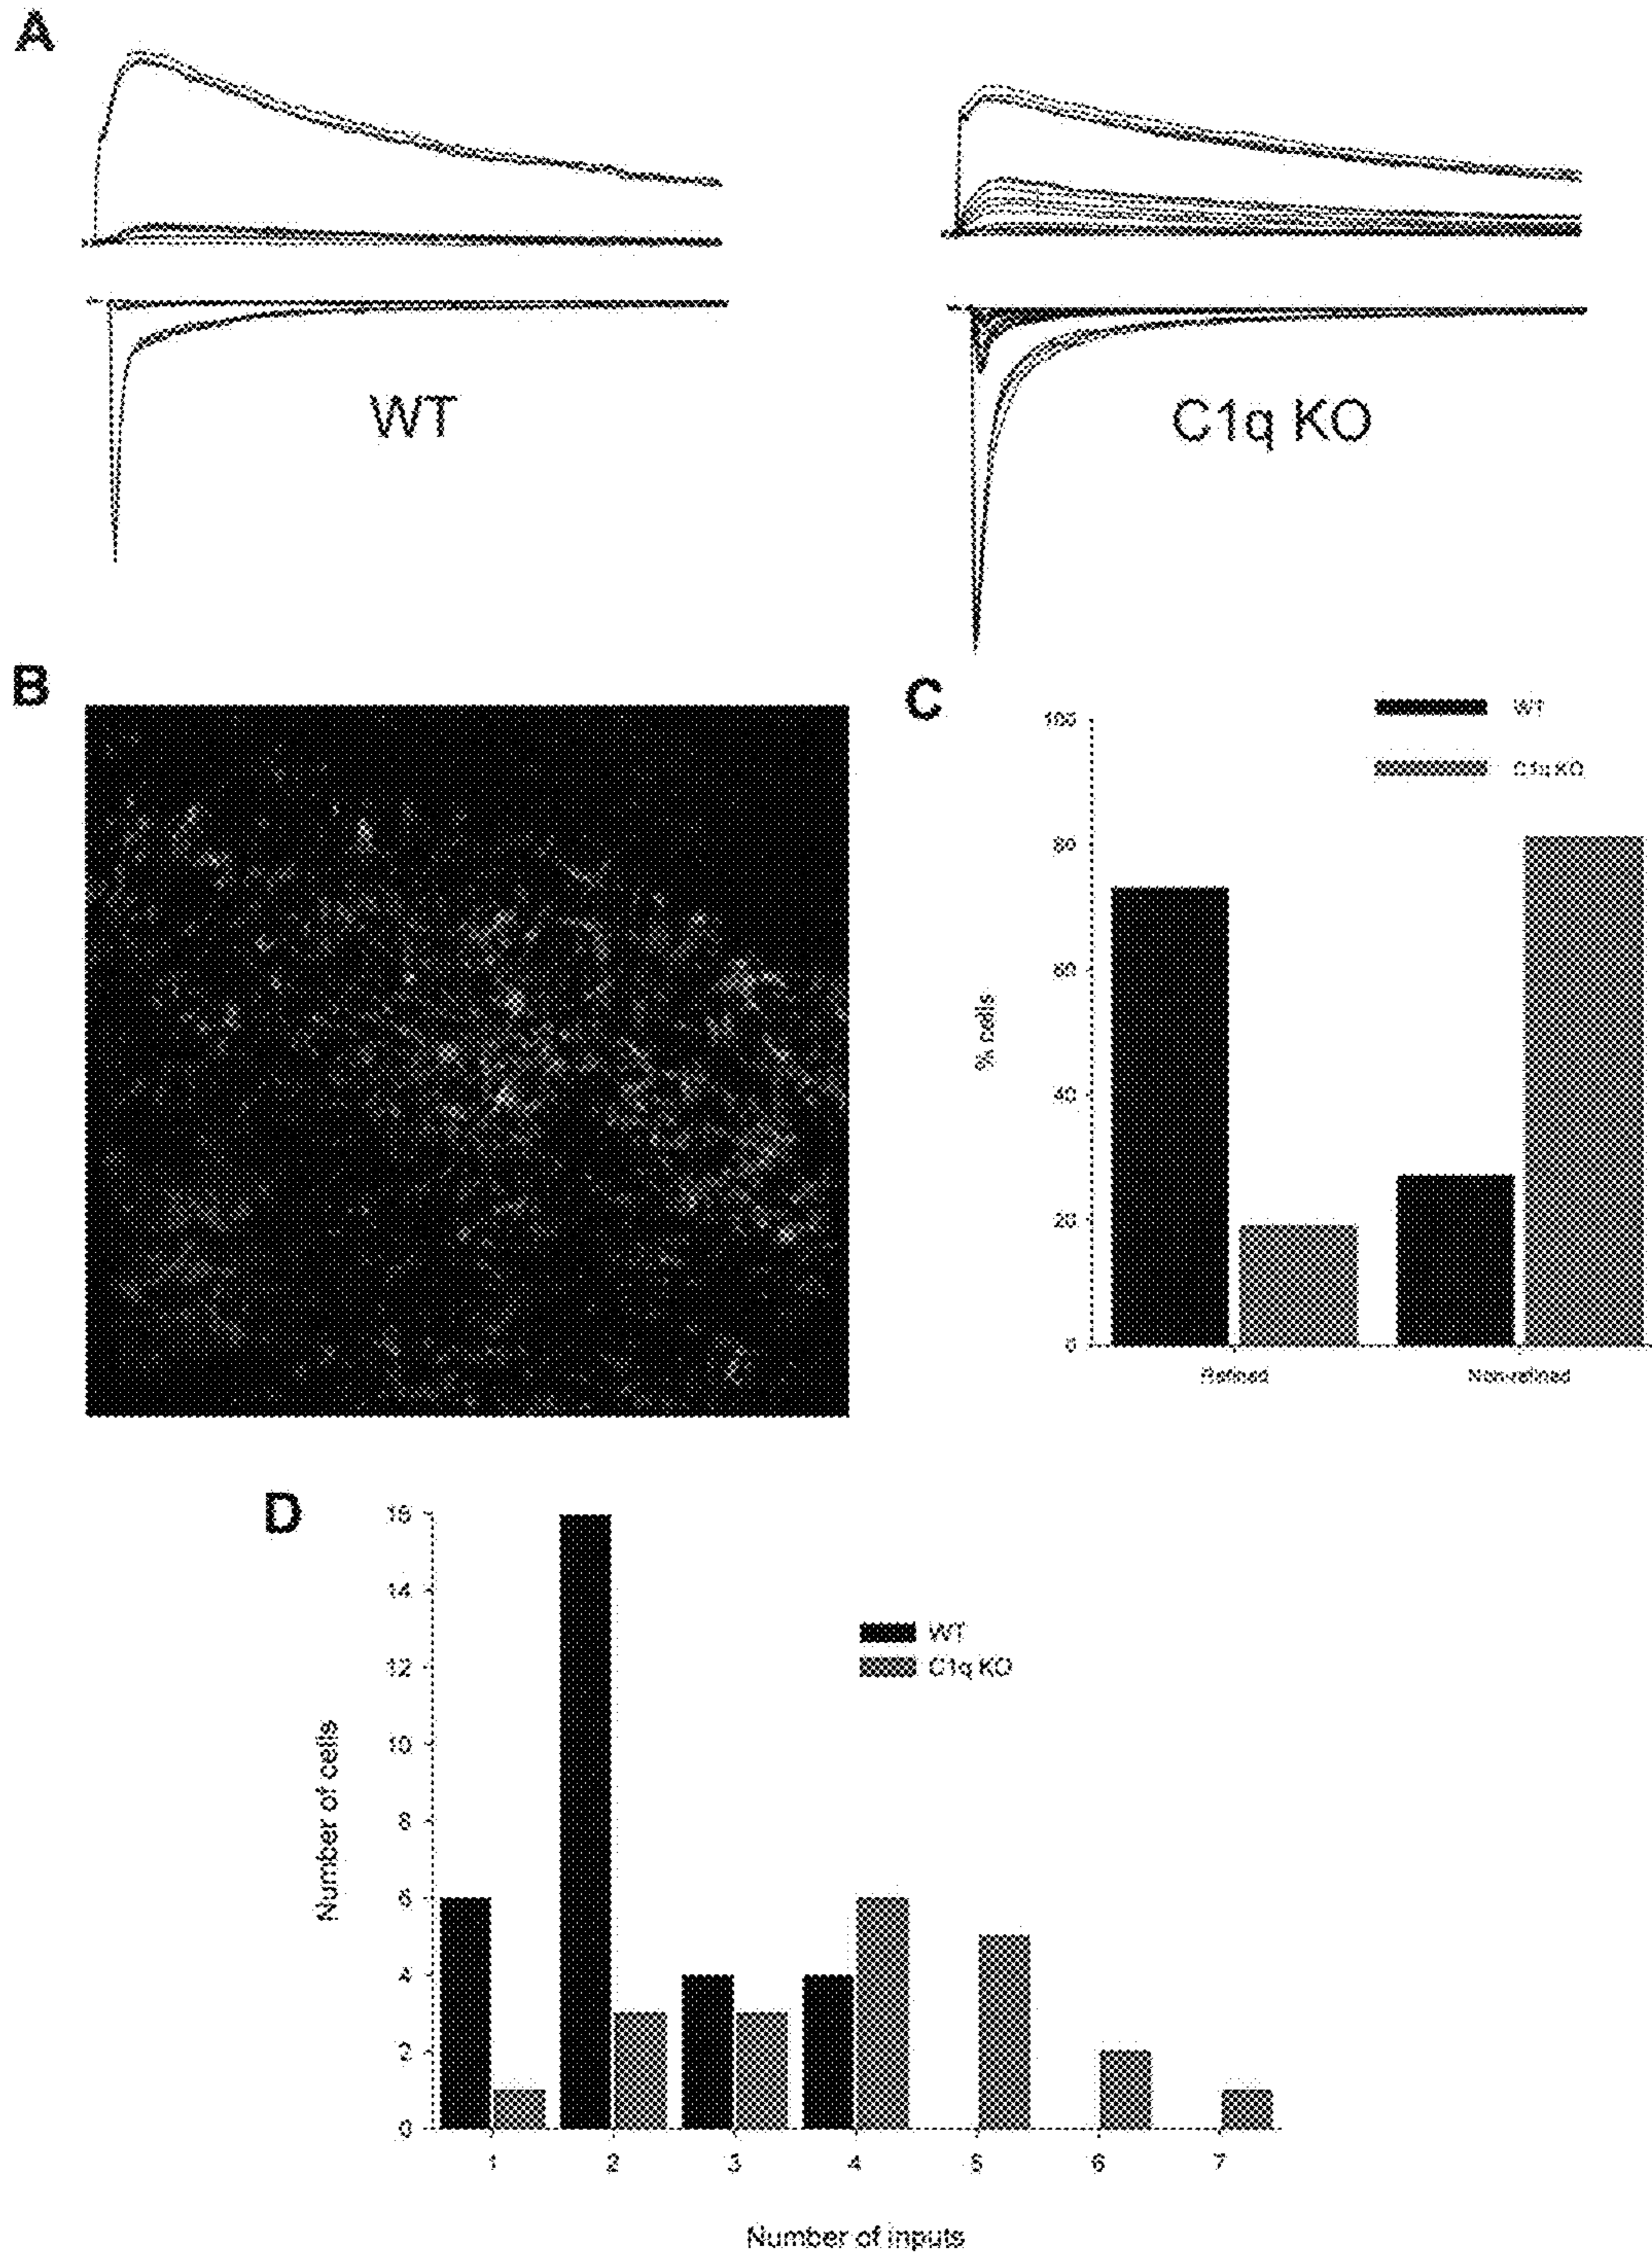 A
WT
C1q KO
B
C
WT
C1q KO
100
80
60
40
20
0
% cells
Refined
Non-refined
D
16
14
12
10
8
6
4
2
0
WT
C1q KO
Number of cells
1
2
3
4
5
6
7
Number of inputs